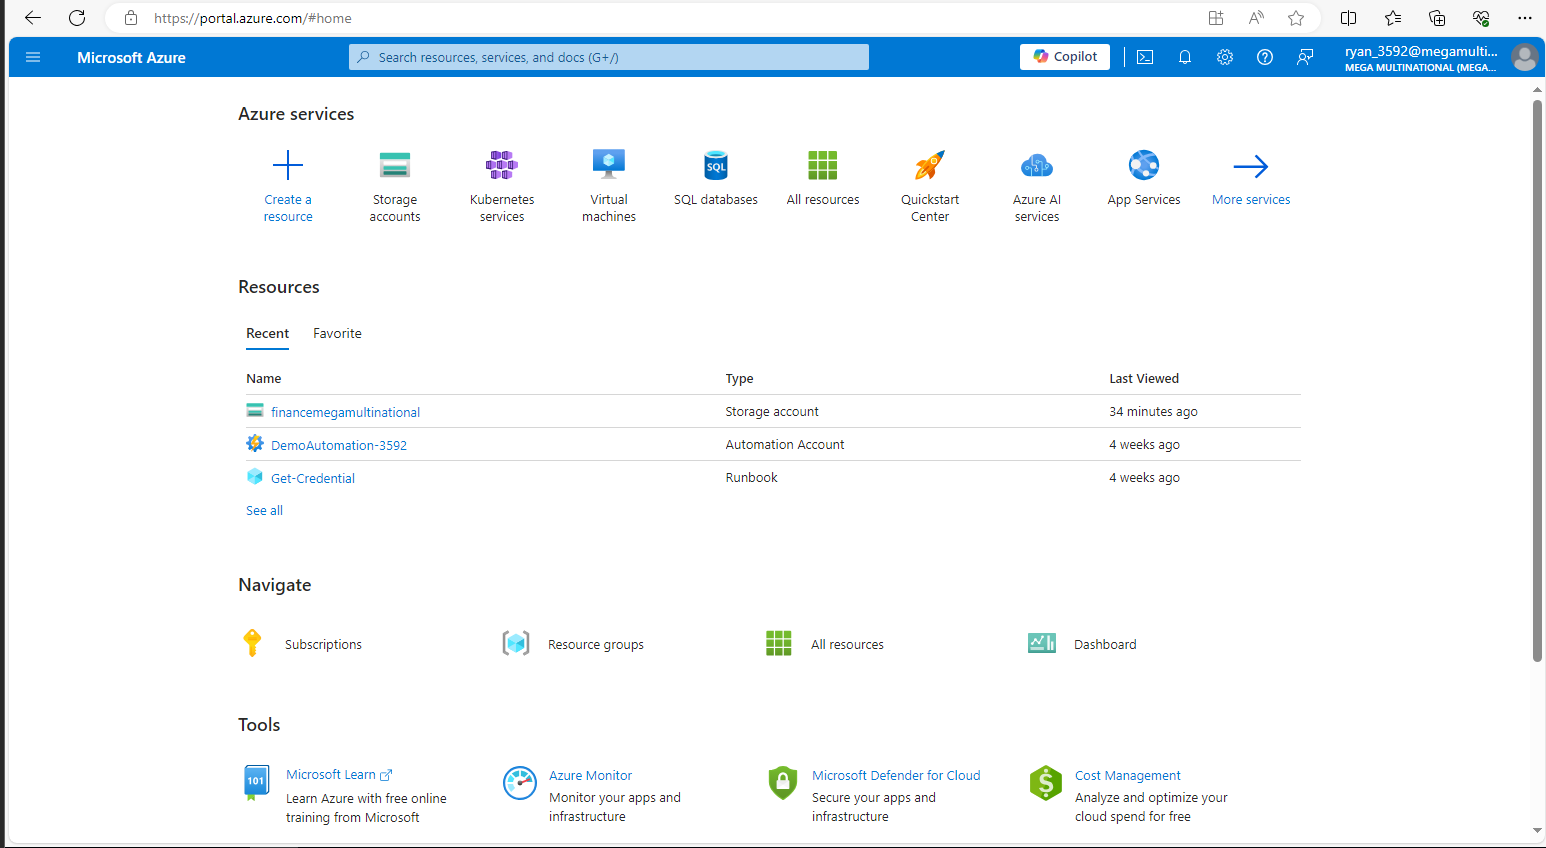 https://portal.azure.com/#home
Microsoft Azure
Search resources, services, and docs (G+/)
Copilot
ryan_3592@megamulti...
MEGA MULTINATIONAL (MEGA...
Azure services
Create a
resource
Storage
accounts
Kubernetes
services
Virtual
machines
SQL
SQL databases
All resources
Quickstart
Center
Azure AI
services
App Services
More services
Resources
Recent
Favorite
Name
Type
Last Viewed
financemegamultinational
Storage account
34 minutes ago
DemoAutomation-3592
Automation Account
4 weeks ago
Get-Credential
Runbook
4 weeks ago
See all
Navigate
Subscriptions
Resource groups
All resources
Dashboard
Tools
101
Microsoft Learn
Learn Azure with free online
training from Microsoft
Azure Monitor
Monitor your apps and
infrastructure
Microsoft Defender for Cloud
Secure your apps and
infrastructure
Cost Management
Analyze and optimize your
cloud spend for free